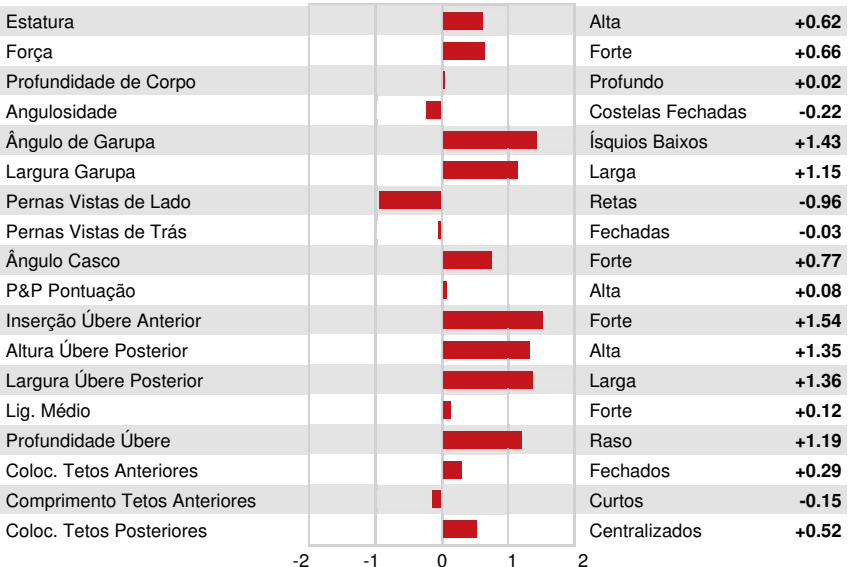 Estatura Alta +0.62
Força Forte +0.66
Profundidade de Corpo Profundo +0.02
Angulosidade Costelas Fechadas -0.22
Ângulo de Garupa Ísquios Baixos +1.43
Largura Garupa Larga +1.15
Pernas Vistas de Lado Retas -0.96
Pernas Vistas de Trás Fechadas -0.03
Ângulo Casco Forte +0.77
P&P Pontuação Alta +0.08
Inserção Úbere Anterior Forte +1.54
Altura Úbere Posterior Alta +1.35
Largura Úbere Posterior Larga +1.36
Lig. Médio Forte +0.12
Profundidade Úbere Raso +1.19
Coloc. Tetos Anteriores Fechados +0.29
Comprimento Tetos Anteriores Curtos -0.15
Coloc. Tetos Posteriores Centralizados +0.52
-2 -1 0 1 2